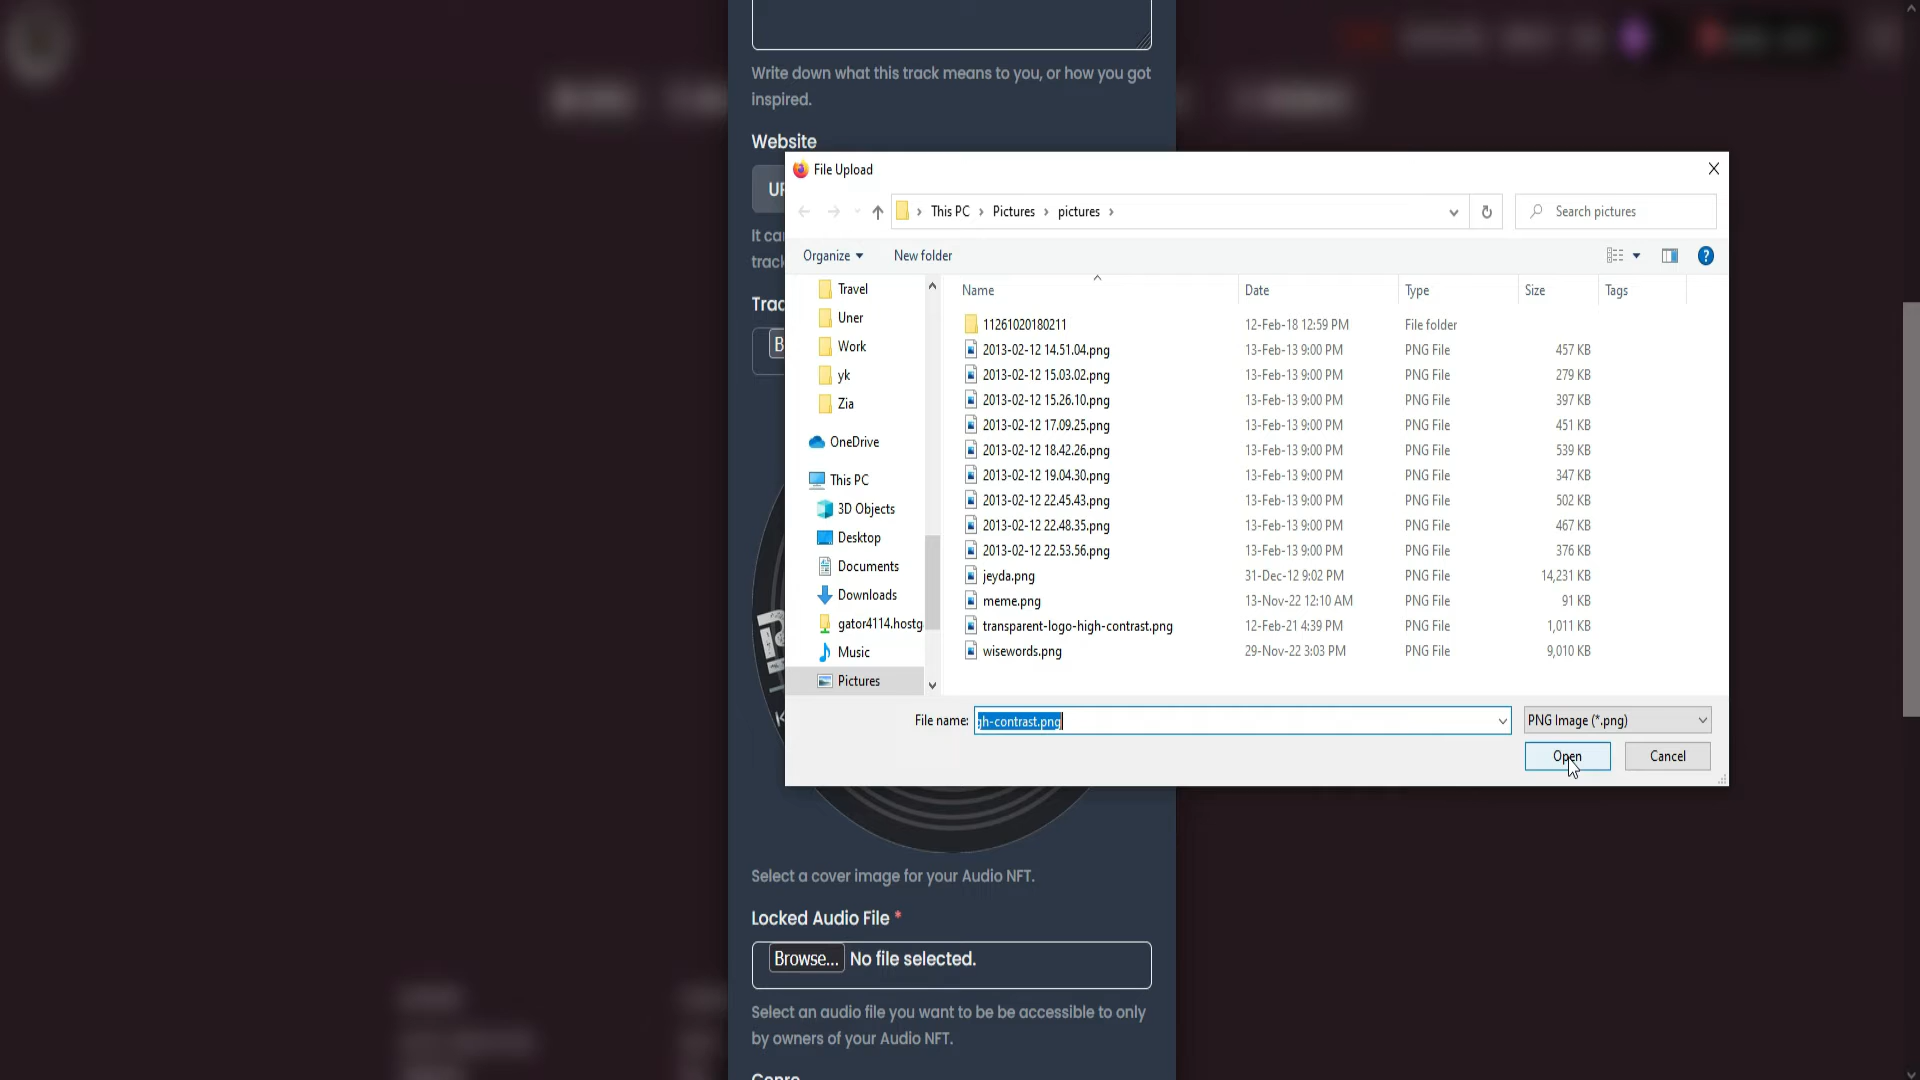 Write down what this track means to you, or how you got
inspired.
Website
File Upload
This PC
Pictures
pictures
Search pictures
Organize
New folder
Travel
Uner
Work
yk
Zia
OneDrive
This PC
3D Objects
Desktop
Documents
Downloads
gator4114.hostg
Music
Pictures
Name Date Type Size Tags
11261020180211 12-Feb-18 12:59 PM File folder
2013-02-12 14.51.04.png 13-Feb-13 9:00 PM PNG File 457 KB
2013-02-12 15.03.02.png 13-Feb-13 9:00 PM PNG File 279 KB
2013-02-12 15.26.10.png 13-Feb-13 9:00 PM PNG File 397 KB
2013-02-12 17.09.25.png 13-Feb-13 9:00 PM PNG File 451 KB
2013-02-12 18.42.26.png 13-Feb-13 9:00 PM PNG File 539 KB
2013-02-12 19.04.30.png 13-Feb-13 9:00 PM PNG File 347 KB
2013-02-12 22.45.43.png 13-Feb-13 9:00 PM PNG File 502 KB
2013-02-12 22.48.35.png 13-Feb-13 9:00 PM PNG File 467 KB
2013-02-12 22.53.56.png 13-Feb-13 9:00 PM PNG File 376 KB
jeyda.png 31-Dec-12 9:02 PM PNG File 14,231 KB
meme.png 13-Nov-22 12:10 AM PNG File 91 KB
transparent-logo-high-contrast.png 12-Feb-21 4:39 PM PNG File 1,011 KB
wisewords.png 29-Nov-22 3:03 PM PNG File 9,010 KB
File name: gh-contrast.png PNG Image (*.png)
Open Cancel
Select a cover image for your Audio NFT.
Locked Audio File *
Browse... No file selected.
Select an audio file you want to be be accessible to only
by owners of your Audio NFT.
Genre